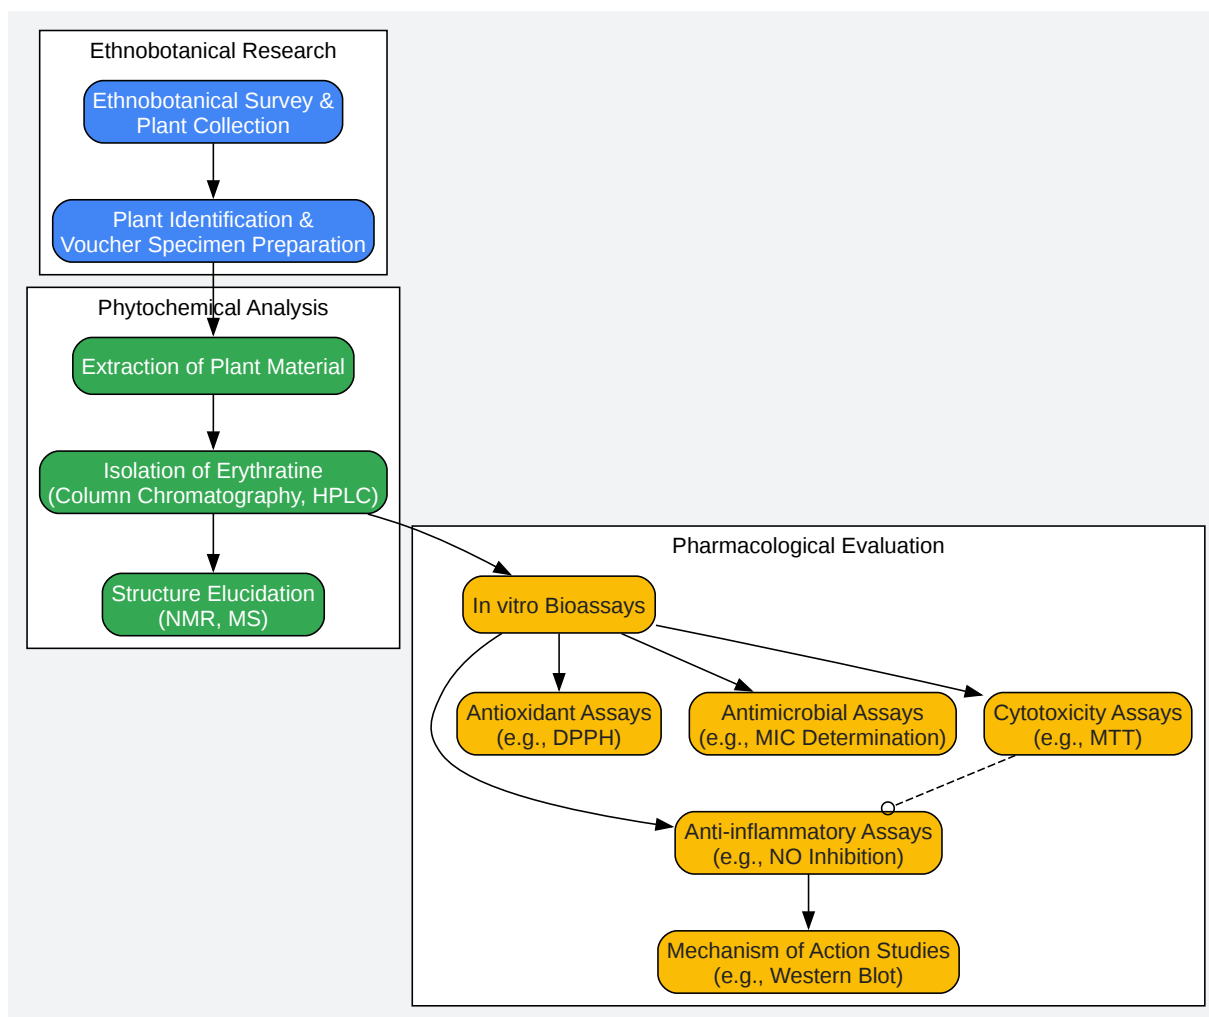 Ethnobotanical Research
Ethnobotanical Survey &
Plant Collection
Plant Identification &
Voucher Specimen Preparation
Phytochemical Analysis
Extraction of Plant Material
Isolation of Erythratine
(Column Chromatography, HPLC)
Structure Elucidation
(NMR, MS)
Pharmacological Evaluation
In vitro Bioassays
Antioxidant Assays
(e.g., DPPH)
Antimicrobial Assays
(e.g., MIC Determination)
Cytotoxicity Assays
(e.g., MTT)
Anti-inflammatory Assays
(e.g., NO Inhibition)
Mechanism of Action Studies
(e.g., Western Blot)